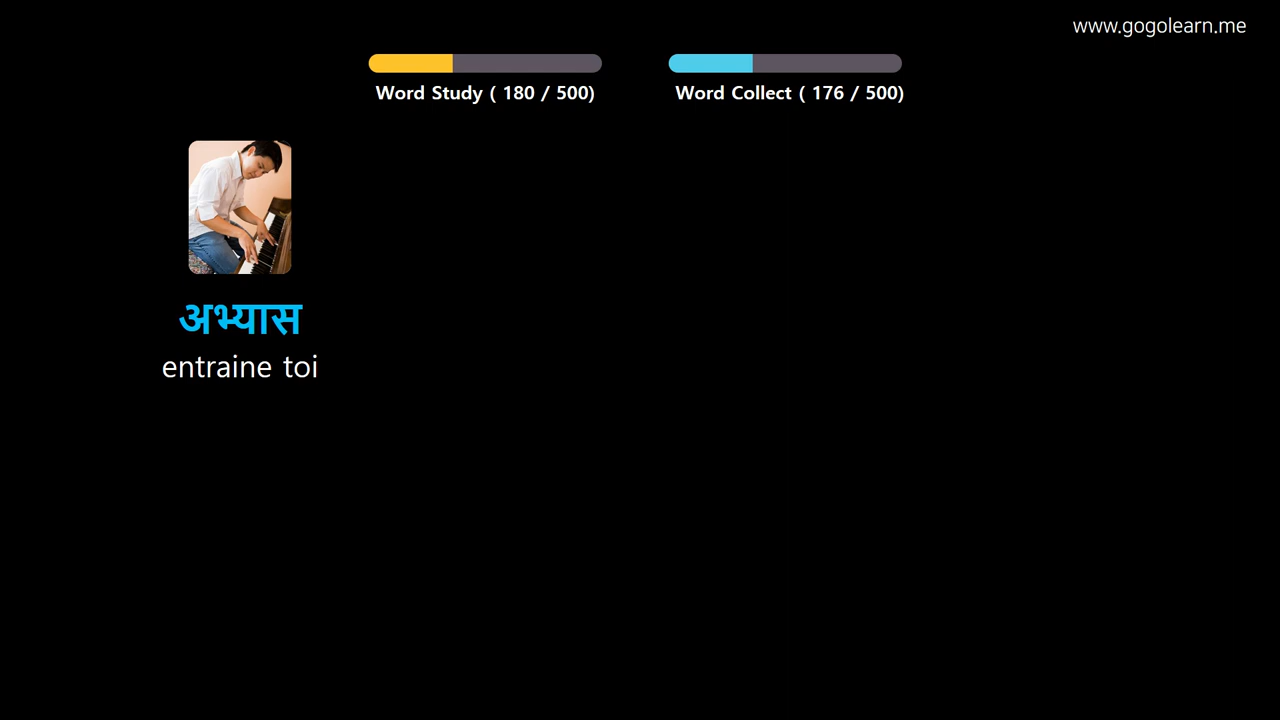 www.gogolearn.me
Word Study ( 180 / 500)
Word Collect ( 176 / 500)
अभ्यास
entraine toi